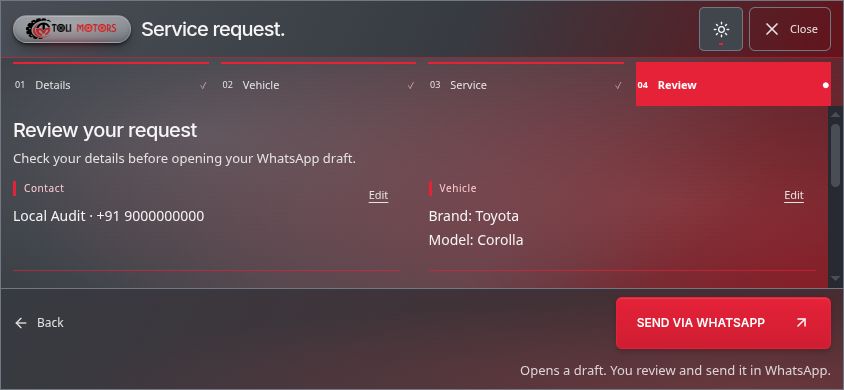 TOLI MOTORS
Service request.
Close
01 Details ✓
02 Vehicle ✓
03 Service ✓
04 Review
Review your request
Check your details before opening your WhatsApp draft.
Contact
Edit
Local Audit · +91 9000000000
Vehicle
Edit
Brand: Toyota
Model: Corolla
Back
SEND VIA WHATSAPP
Opens a draft. You review and send it in WhatsApp.